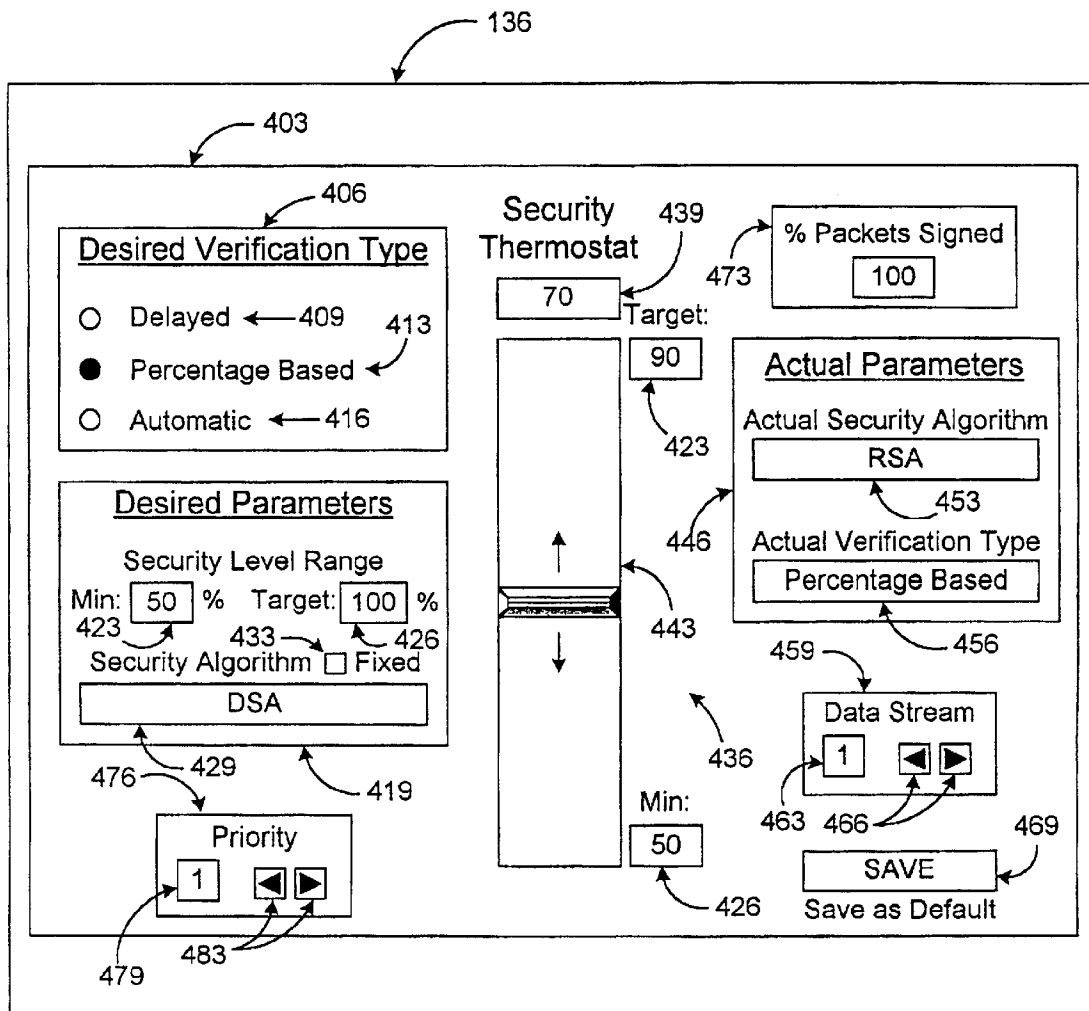 136
403
406
Desired Verification Type
Delayed 409
413
Percentage Based
Automatic 416
Security
Thermostat
439
70
Target:
90
423
473
% Packets Signed
100
Actual Parameters
Actual Security Algorithm
RSA
453
446
Actual Verification Type
Percentage Based
456
Desired Parameters
Security Level Range
Min: 50 % Target: 100 %
423 433 426
Security Algorithm Fixed
DSA
429
419
443
436
459
Data Stream
1
463 466
476
Priority
1
479 483
Min:
50
426
469
SAVE
Save as Default